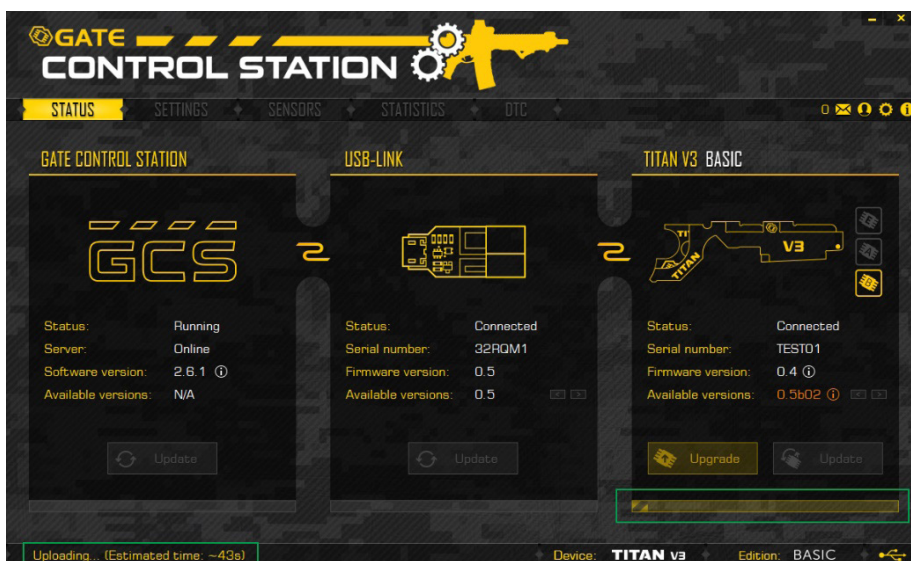 GATE
CONTROL STATION
STATUS SETTINGS SENSORS STATISTICS DTC 0
GATE CONTROL STATION USB-LINK TITAN V3 BASIC
GCS TITAN V3
Status: Running Status: Connected Status: Connected
Server: Online Serial number: 32RQM1 Serial number: TEST01
Software version: 2.6.1 Firmware version: 0.5 Firmware version: 0.4
Available versions: N/A Available versions: 0.5 Available versions: 0.5b02
Update Update Upgrade Update
Uploading... (Estimated time: ~43s) Device: TITAN V3 Edition: BASIC